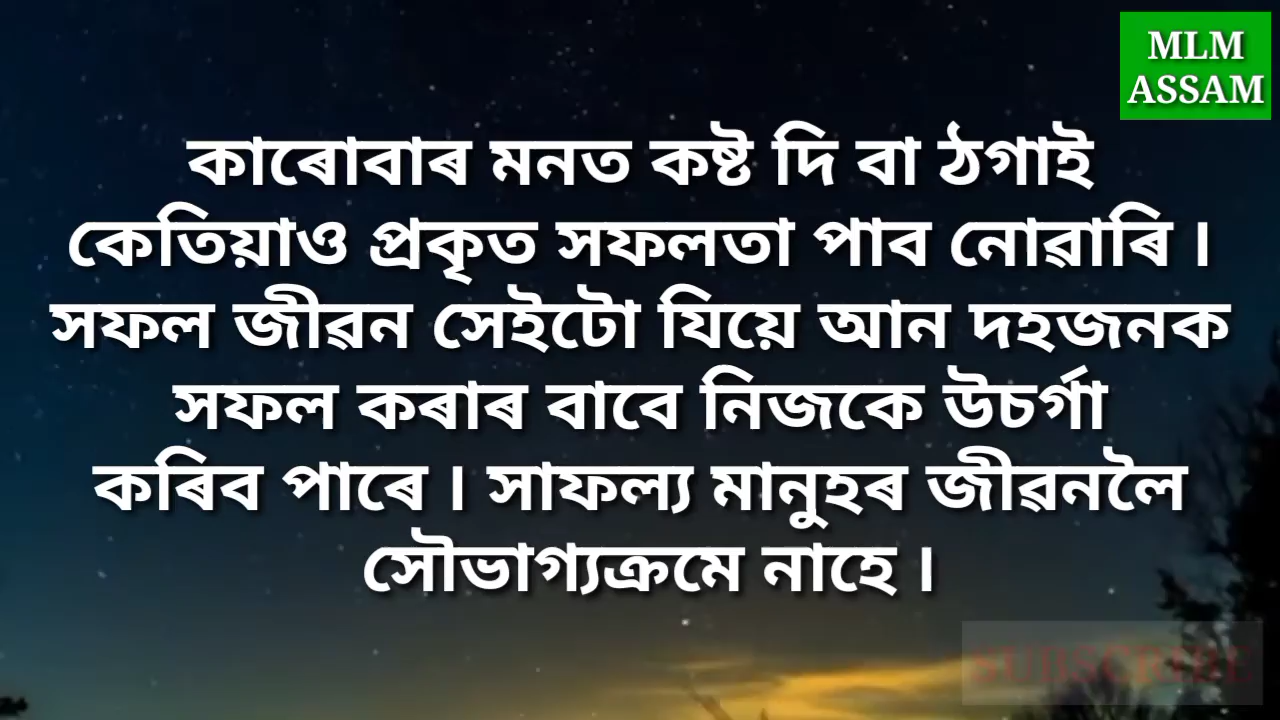 MLM
ASSAM
কাৰোবাৰ মনত কষ্ট দি বা ঠগাই
কেতিয়াও প্ৰকৃত সফলতা পাব নোৱাৰি ।
সফল জীৱন সেইটো যিয়ে আন দহজনক
সফল কৰাৰ বাবে নিজকে উচৰ্গা
কৰিব পাৰে । সাফল্য মানুহৰ জীৱনলৈ
সৌভাগ্যক্ৰমে নাহে ।
SUBSCRIBE